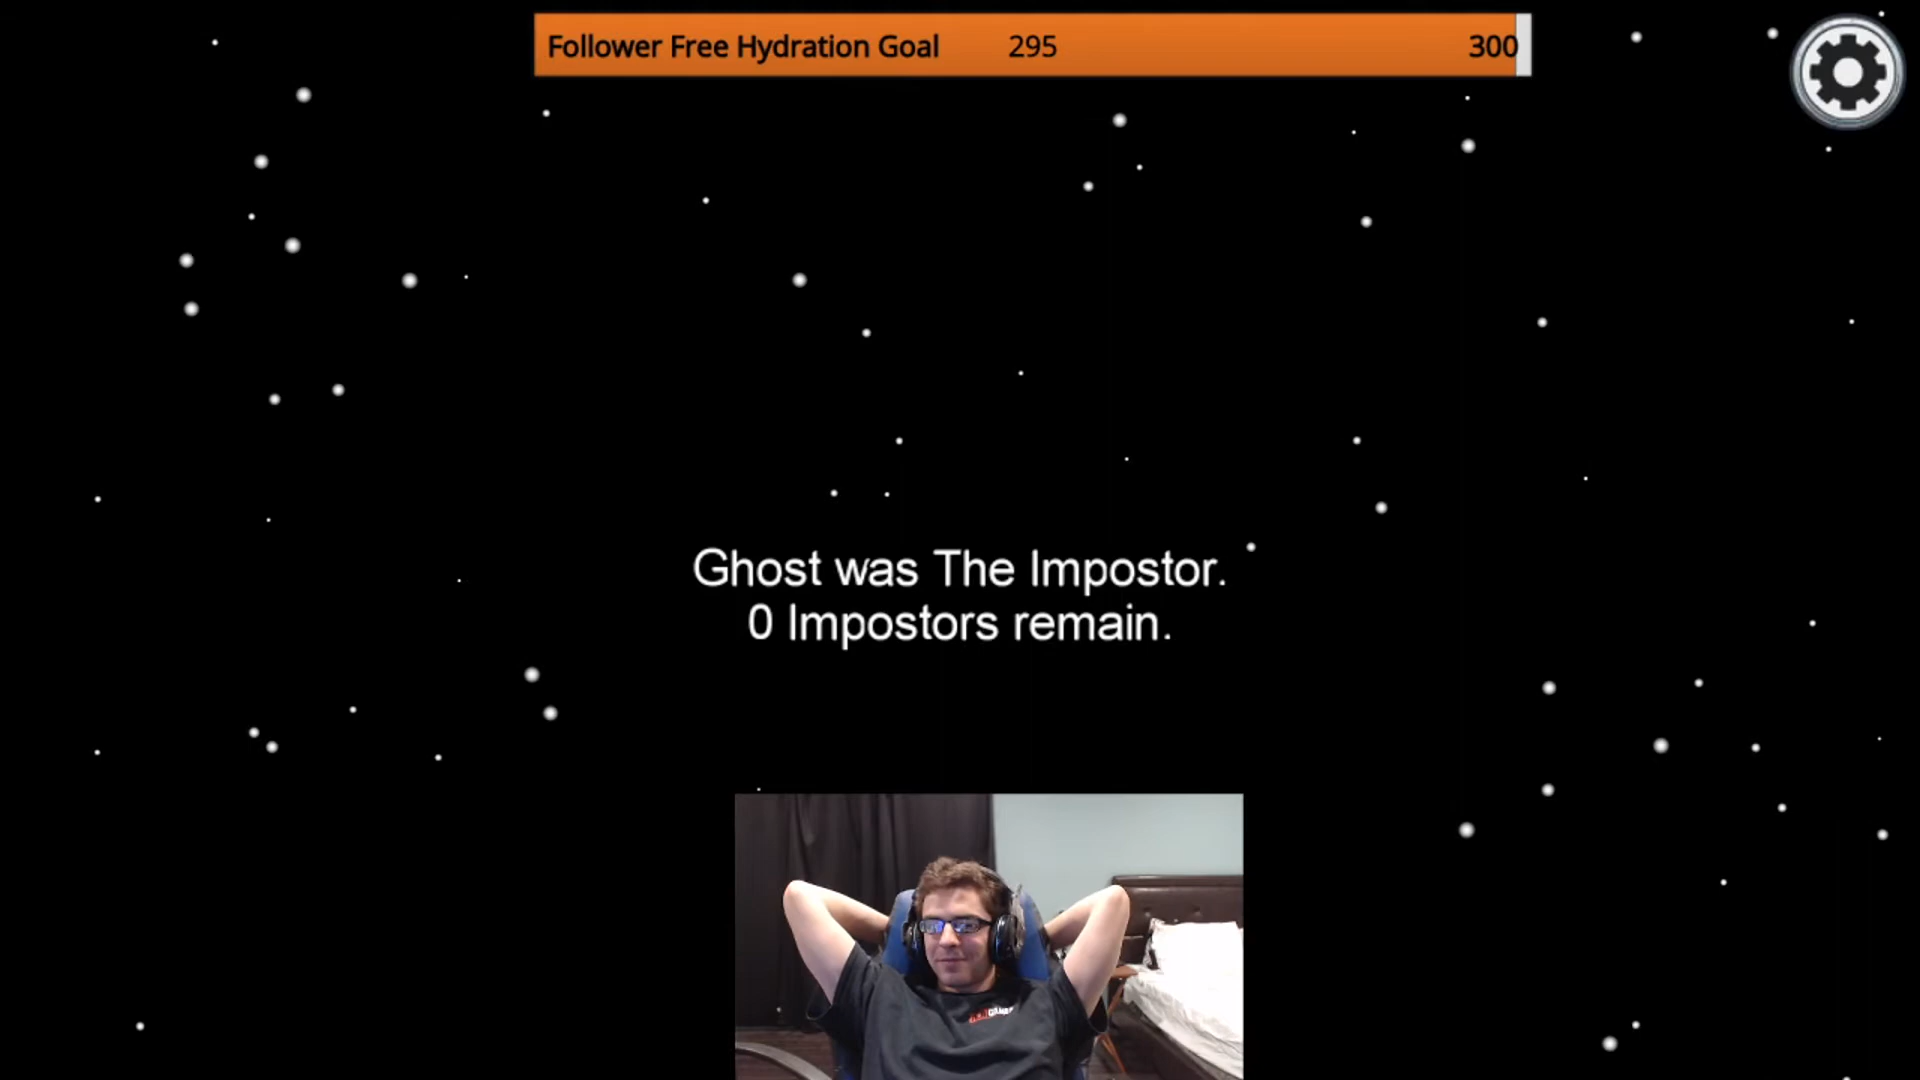 Follower Free Hydration Goal 295 300
Ghost was The Impostor.
0 Impostors remain.